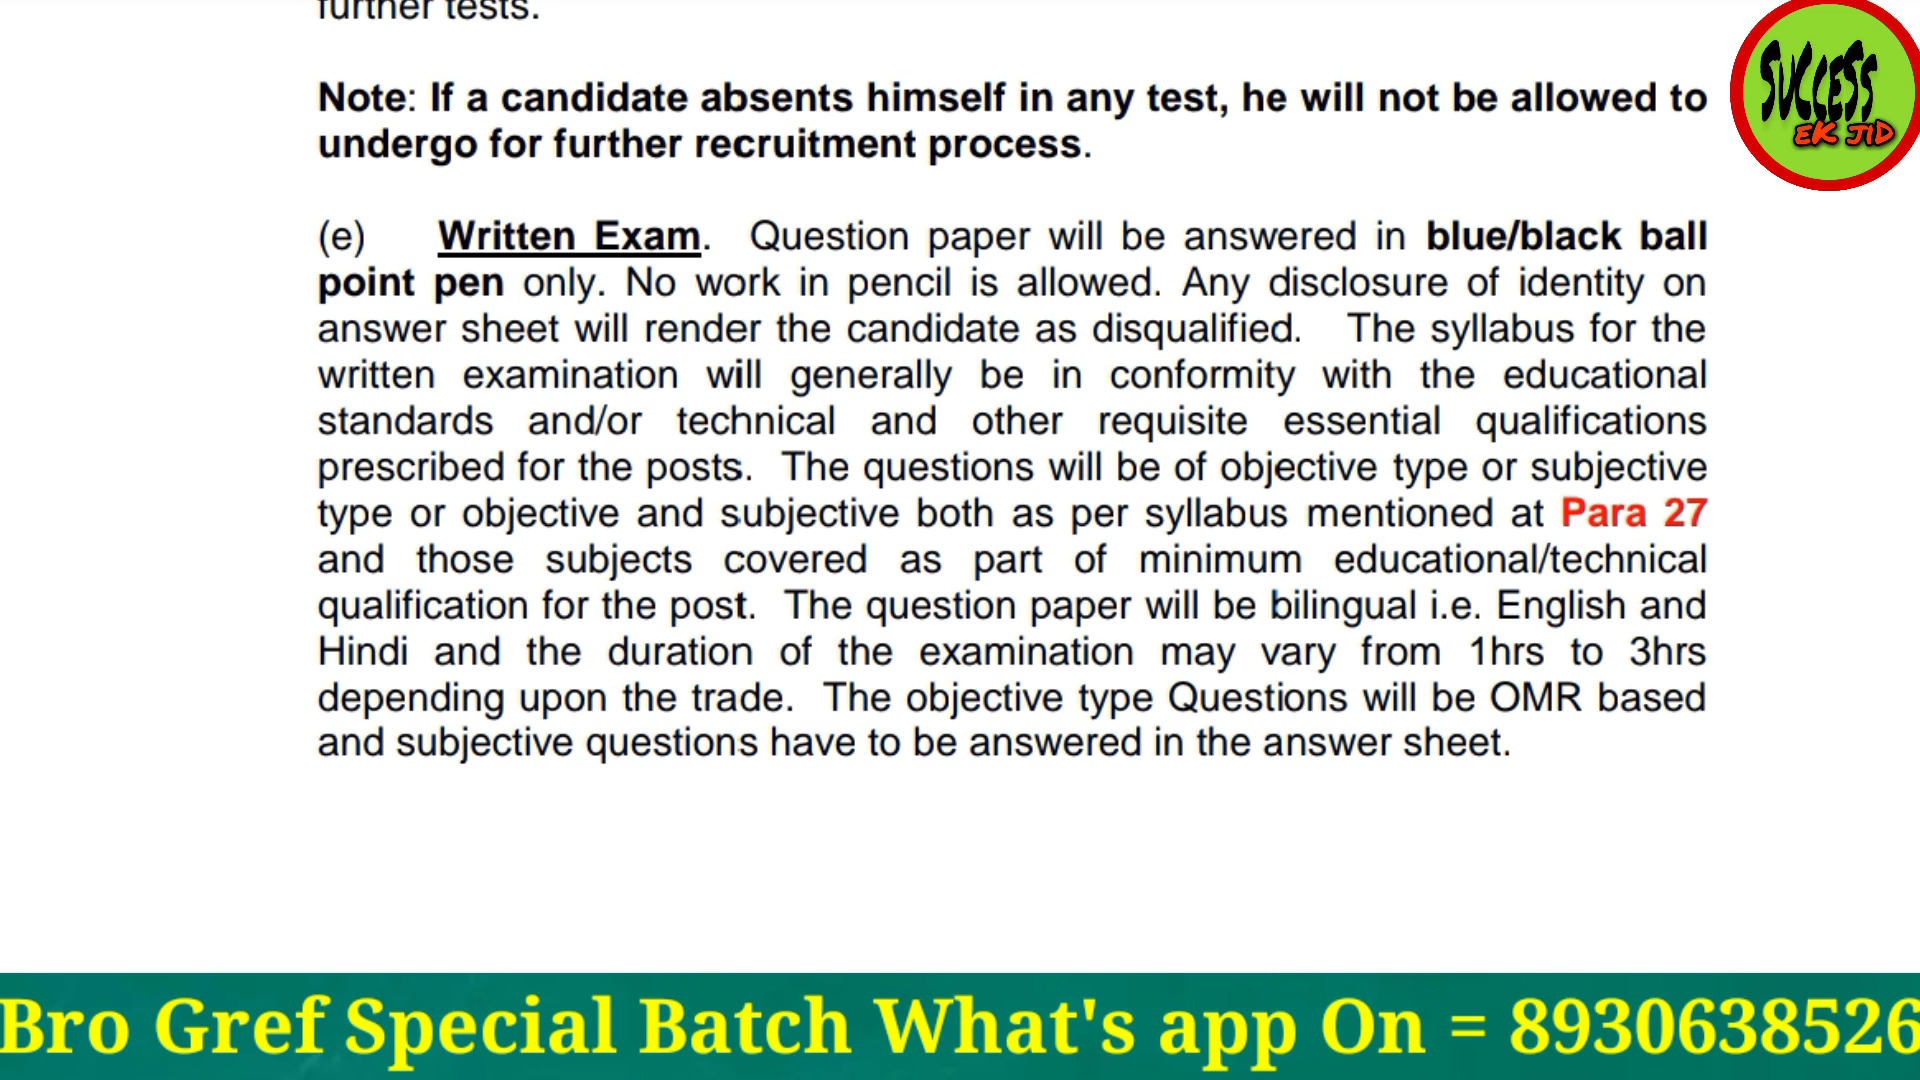 further tests.
Note: If a candidate absents himself in any test, he will not be allowed to
undergo for further recruitment process.
(e) Written Exam. Question paper will be answered in blue/black ball
point pen only. No work in pencil is allowed. Any disclosure of identity on
answer sheet will render the candidate as disqualified. The syllabus for the
written examination will generally be in conformity with the educational
standards and/or technical and other requisite essential qualifications
prescribed for the posts. The questions will be of objective type or subjective
type or objective and subjective both as per syllabus mentioned at Para 27
and those subjects covered as part of minimum educational/technical
qualification for the post. The question paper will be bilingual i.e. English and
Hindi and the duration of the examination may vary from 1hrs to 3hrs
depending upon the trade. The objective type Questions will be OMR based
and subjective questions have to be answered in the answer sheet.
SUCCESS
EK JID
Bro Gref Special Batch What's app On = 8930638526